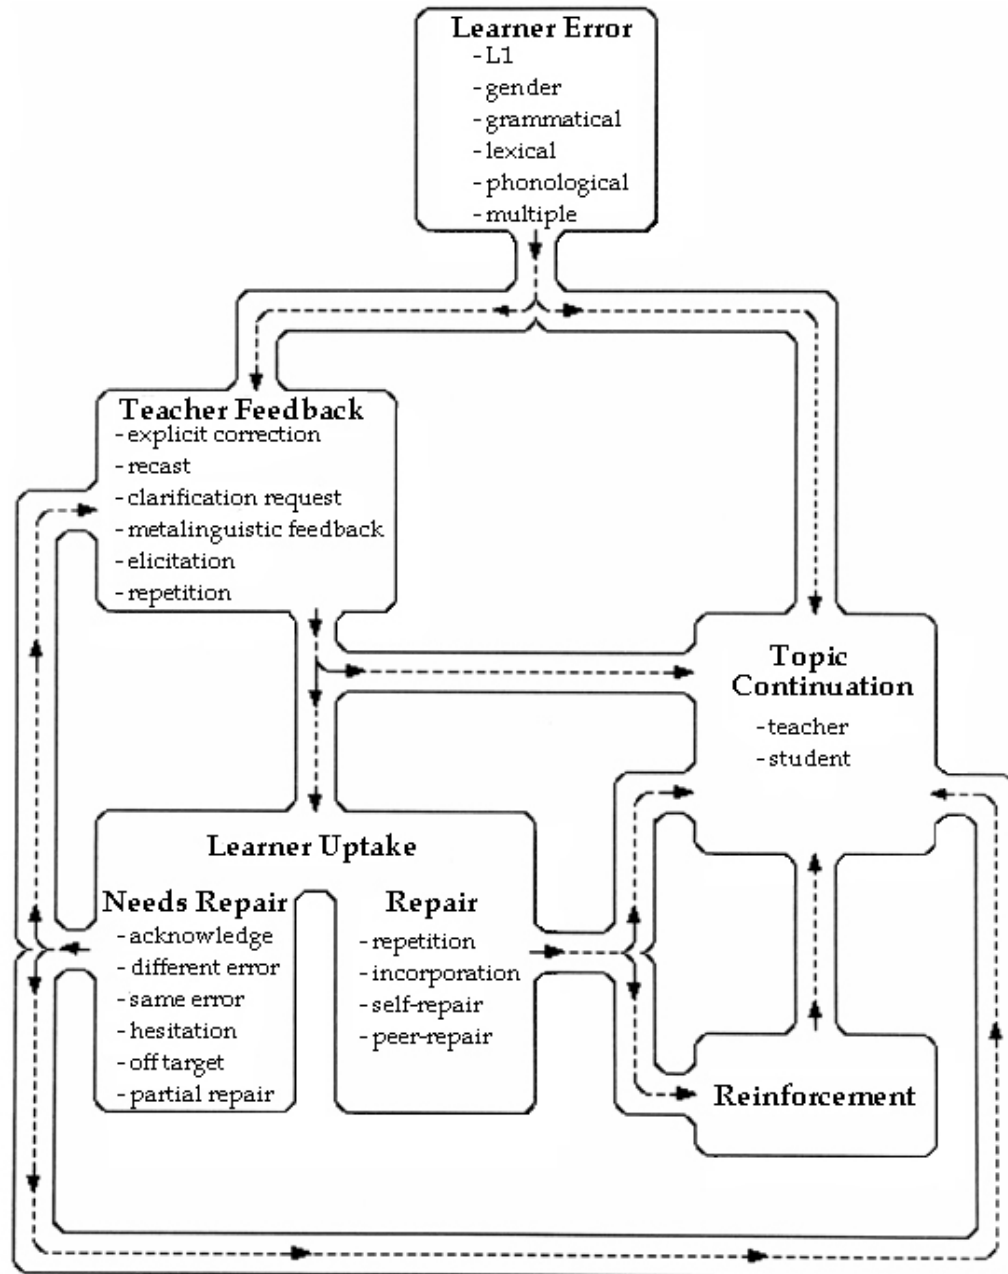 Learner Error
- L1
- gender
- grammatical
- lexical
- phonological
- multiple
Teacher Feedback
- explicit correction
- recast
- clarification request
- metalinguistic feedback
- elicitation
- repetition
Topic
Continuation
- teacher
- student
Learner Uptake
Needs Repair
- acknowledge
- different error
- same error
- hesitation
- off target
- partial repair
Repair
- repetition
- incorporation
- self-repair
- peer-repair
Reinforcement